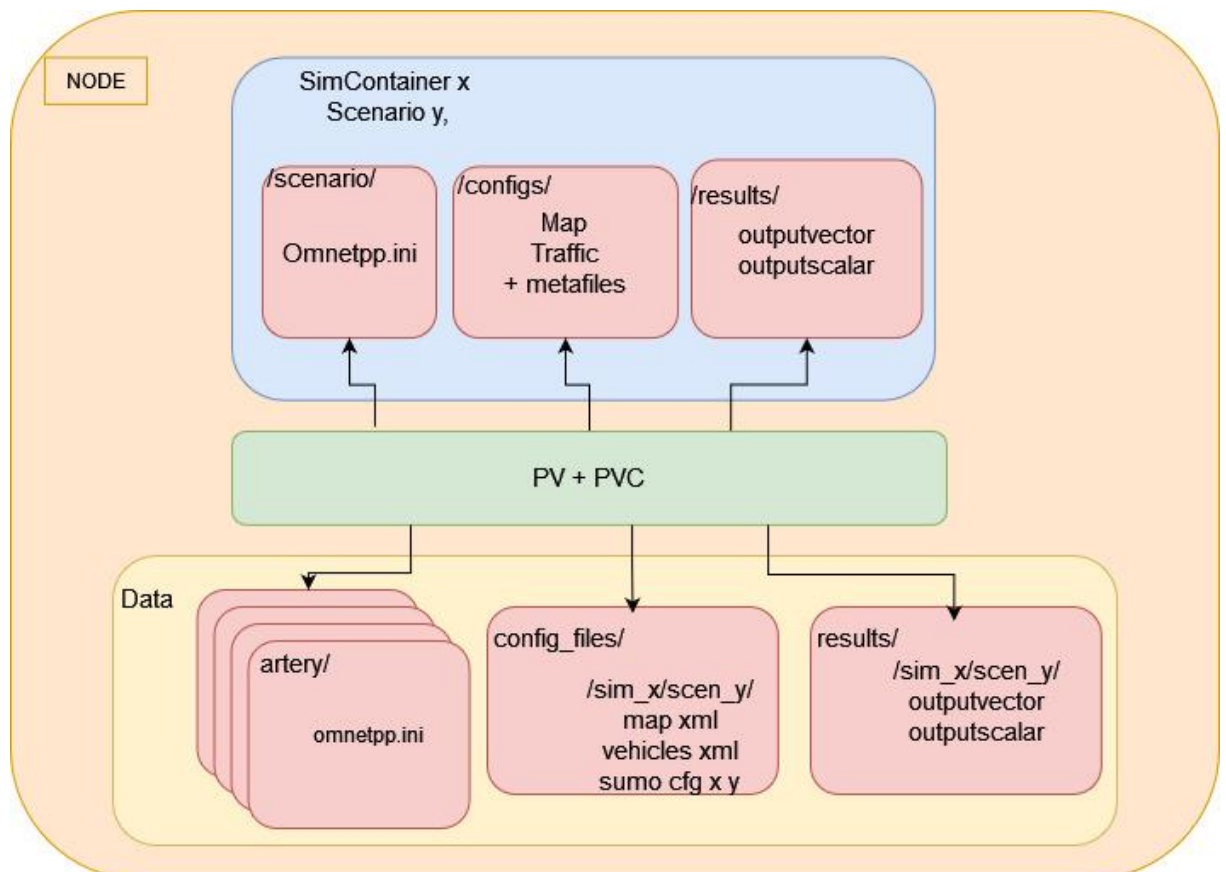 NODE
SimContainer x
Scenario y,
/scenario/
Omnetpp.ini
/configs/
Map
Traffic
+ metafiles
/results/
outputvector
outputscalar
PV + PVC
Data
artery/
omnetpp.ini
config_files/
/sim_x/scen_y/
map xml
vehicles xml
sumo cfg x y
results/
/sim_x/scen_y/
outputvector
outputscalar